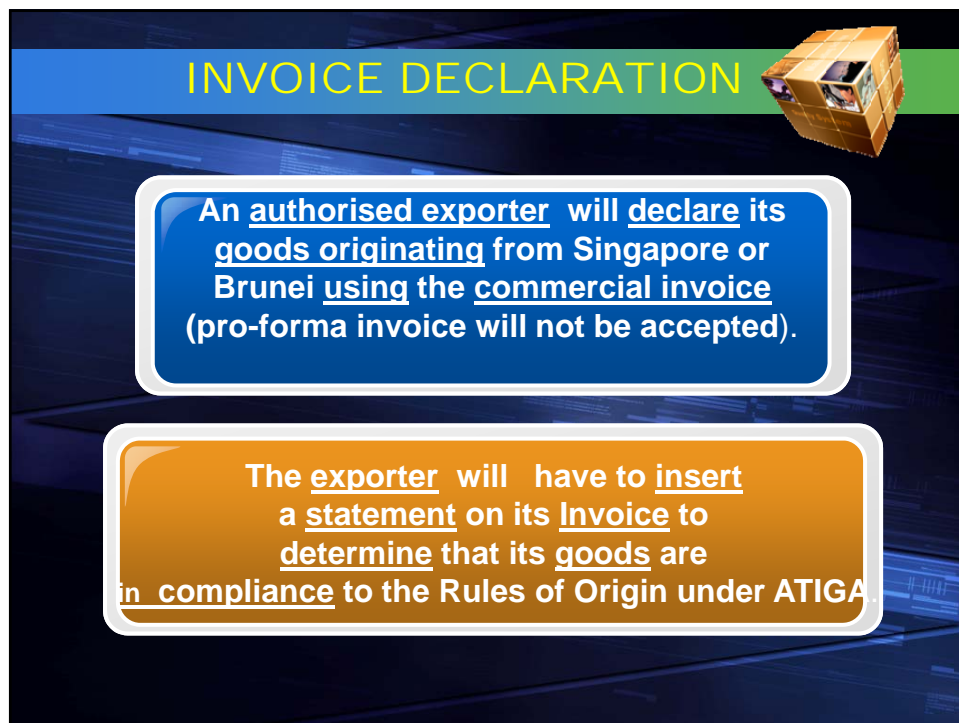 INVOICE DECLARATION
An authorised exporter will declare its
goods originating from Singapore or
Brunei using the commercial invoice
(pro-forma invoice will not be accepted).
The exporter will have to insert
a statement on its Invoice to
determine that its goods are
in compliance to the Rules of Origin under ATIGA.